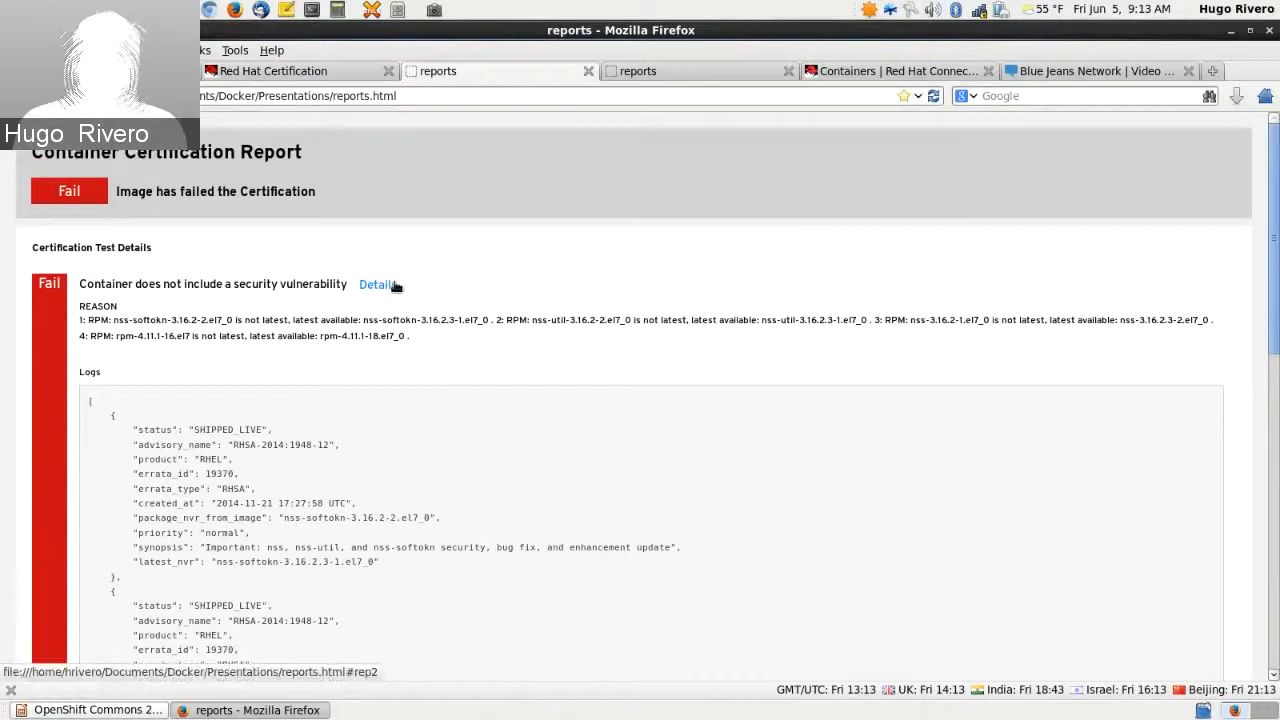 55 °F Fri Jun 5, 9:13 AM Hugo Rivero
reports - Mozilla Firefox
ks Tools Help
Red Hat Certification
reports
reports
Containers | Red Hat Connec...
Blue Jeans Network | Video ...
nts/Docker/Presentations/reports.html
Google
Hugo Rivero
Container Certification Report
Fail Image has failed the Certification
Certification Test Details
Fail Container does not include a security vulnerability Details
REASON
1: RPM: nss-softokn-3.16.2-2.el7_0 is not latest, latest available: nss-softokn-3.16.2.3-1.el7_0 . 2: RPM: nss-util-3.16.2-2.el7_0 is not latest, latest available: nss-util-3.16.2.3-1.el7_0 . 3: RPM: nss-3.16.2-1.el7_0 is not latest, latest available: nss-3.16.2.3-2.el7_0 .
4: RPM: rpm-4.11.1-16.el7 is not latest, latest available: rpm-4.11.1-18.el7_0 .
Logs
[
{
"status": "SHIPPED_LIVE",
"advisory_name": "RHSA-2014:1948-12",
"product": "RHEL",
"errata_id": 19370,
"errata_type": "RHSA",
"created_at": "2014-11-21 17:27:58 UTC",
"package_nvr_from_image": "nss-softokn-3.16.2-2.el7_0",
"priority": "normal",
"synopsis": "Important: nss, nss-util, and nss-softokn security, bug fix, and enhancement update",
"latest_nvr": "nss-softokn-3.16.2.3-1.el7_0"
},
{
"status": "SHIPPED_LIVE",
"advisory_name": "RHSA-2014:1948-12",
"product": "RHEL",
"errata_id": 19370,
file:///home/hrivero/Documents/Docker/Presentations/reports.html#rep2
GMT/UTC: Fri 13:13 UK: Fri 14:13 India: Fri 18:43 Israel: Fri 16:13 Beijing: Fri 21:13
OpenShift Commons 2...
reports - Mozilla Firefox